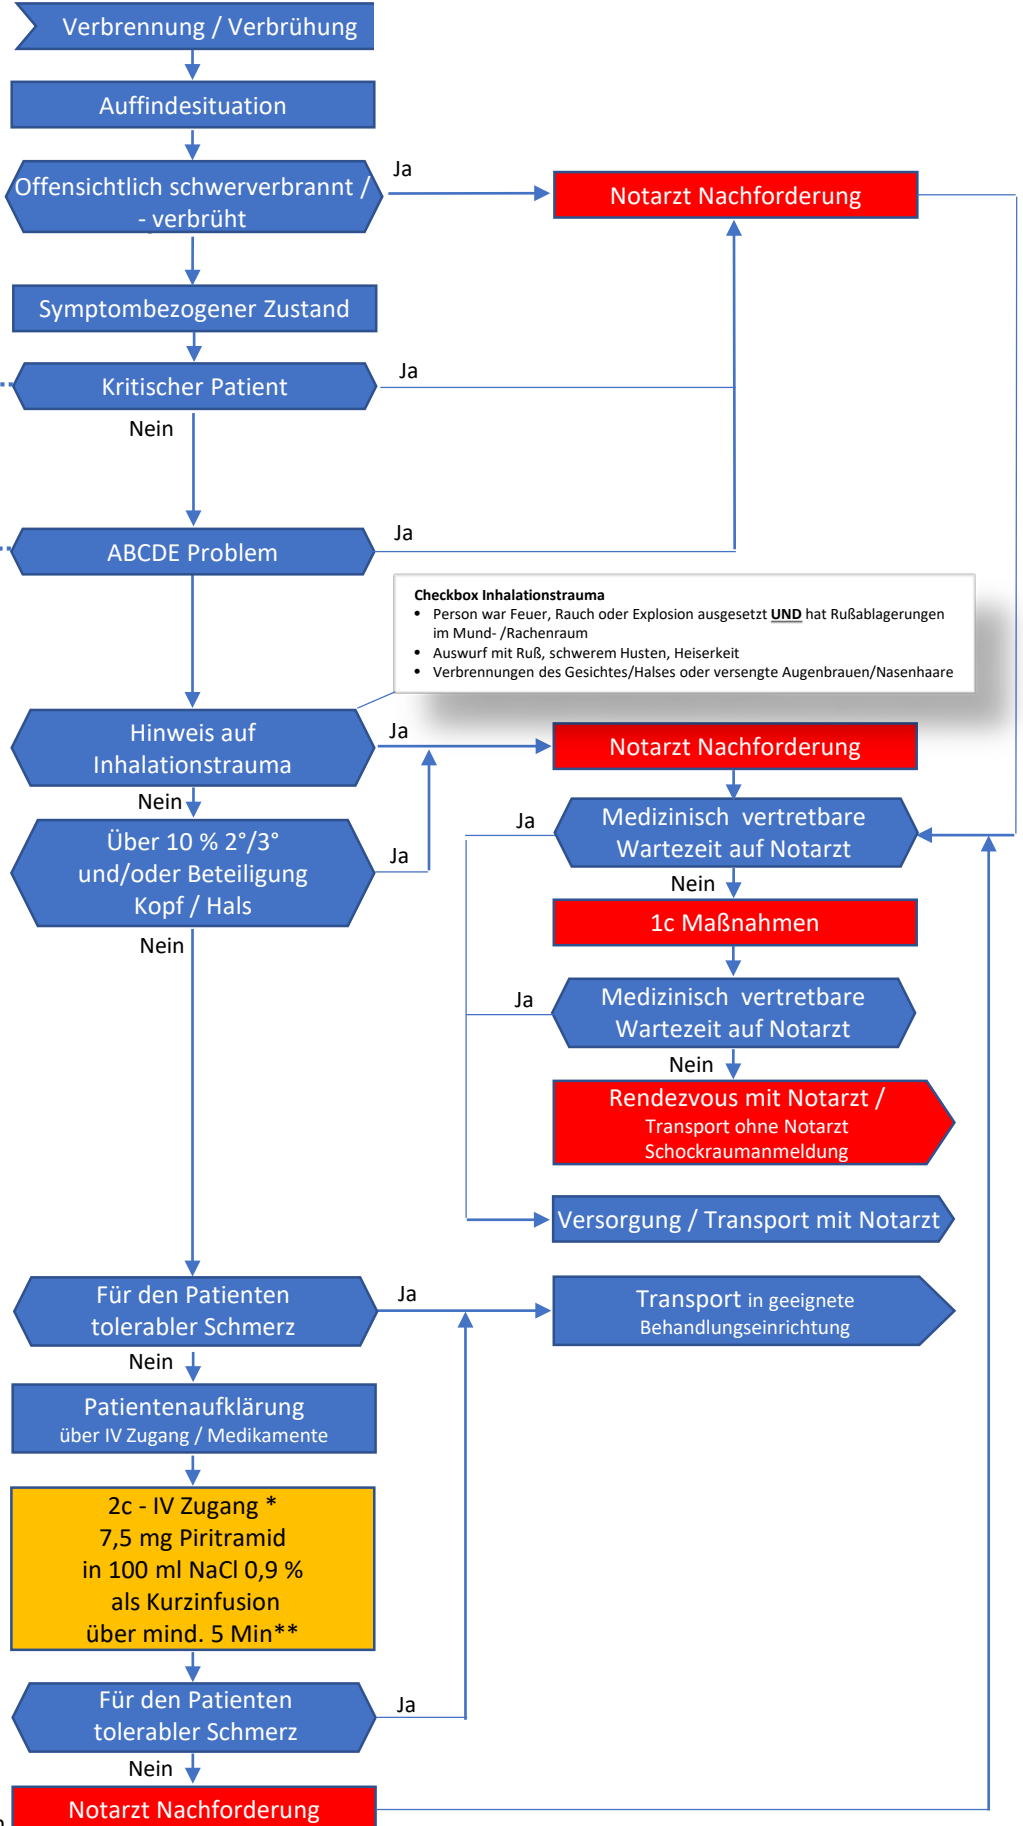 Verbrennung / Verbrühung
Auffindesituation
Offensichtlich schwerverbrannt /
- verbrüht
Ja
Notarzt Nachforderung
Symptombezogener Zustand
Kritischer Patient
Ja
Nein
ABCDE Problem
Ja
Checkbox Inhalationstrauma
• Person war Feuer, Rauch oder Explosion ausgesetzt UND hat Rußablagerungen
im Mund- /Rachenraum
• Auswurf mit Ruß, schwerem Husten, Heiserkeit
• Verbrennungen des Gesichtes/Halses oder versengte Augenbrauen/Nasenhaare
Hinweis auf
Inhalationstrauma
Ja
Notarzt Nachforderung
Nein
Über 10 % 2°/3°
und/oder Beteiligung
Kopf / Hals
Ja
Nein
Ja
Medizinisch vertretbare
Wartezeit auf Notarzt
Nein
1c Maßnahmen
Ja
Medizinisch vertretbare
Wartezeit auf Notarzt
Nein
Rendezvous mit Notarzt /
Transport ohne Notarzt
Schockraumanmeldung
Versorgung / Transport mit Notarzt
Für den Patienten
tolerabler Schmerz
Ja
Transport in geeignete
Behandlungseinrichtung
Nein
Patientenaufklärung
über IV Zugang / Medikamente
2c - IV Zugang *
7,5 mg Piritramid
in 100 ml NaCl 0,9 %
als Kurzinfusion
über mind. 5 Min**
Für den Patienten
tolerabler Schmerz
Ja
Nein
Notarzt Nachforderung